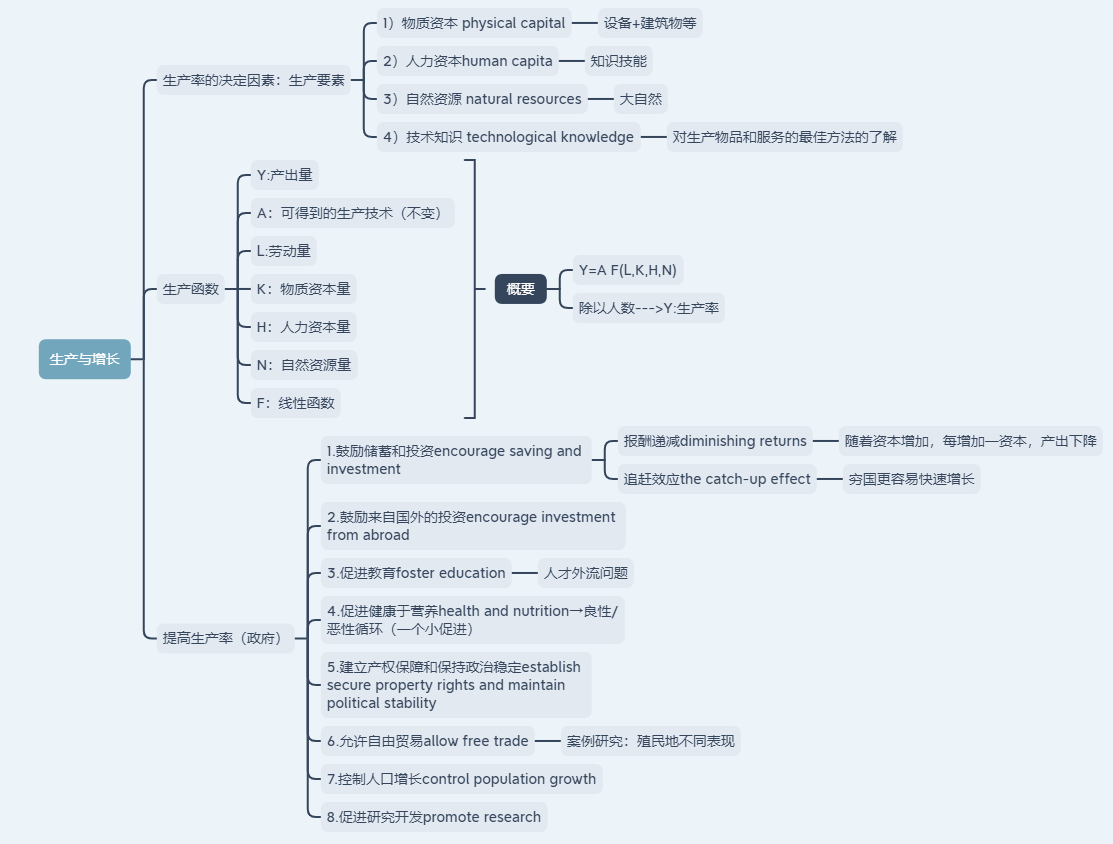 生产与增长
生产率的决定因素：生产要素
1）物质资本 physical capital
设备+建筑物等
2）人力资本human capita
知识技能
3）自然资源 natural resources
大自然
4）技术知识 technological knowledge
对生产物品和服务的最佳方法的了解
生产函数
Y:产出量
A：可得到的生产技术（不变）
L:劳动量
K：物质资本量
H：人力资本量
N：自然资源量
F：线性函数
概要
Y=A F(L,K,H,N)
除以人数--->Y:生产率
提高生产率（政府）
1.鼓励储蓄和投资encourage saving and
investment
报酬递减diminishing returns
随着资本增加，每增加一资本，产出下降
追赶效应the catch-up effect
穷国更容易快速增长
2.鼓励来自国外的投资encourage investment
from abroad
3.促进教育foster education
人才外流问题
4.促进健康于营养health and nutrition→良性/
恶性循环（一个小促进）
5.建立产权保障和保持政治稳定establish
secure property rights and maintain
political stability
6.允许自由贸易allow free trade
案例研究：殖民地不同表现
7.控制人口增长control population growth
8.促进研究开发promote research